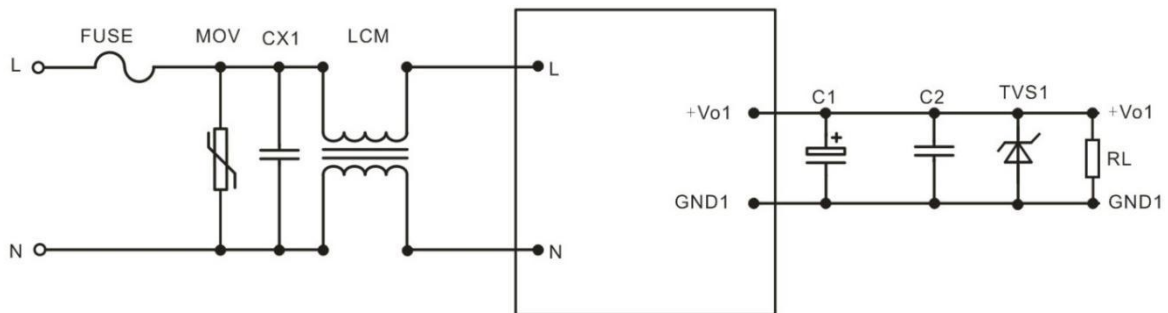 FUSE MOV CX1 LCM
L L
+Vo1 C1 C2 TVS1 +Vo1
+
RL
GND1 GND1
N N